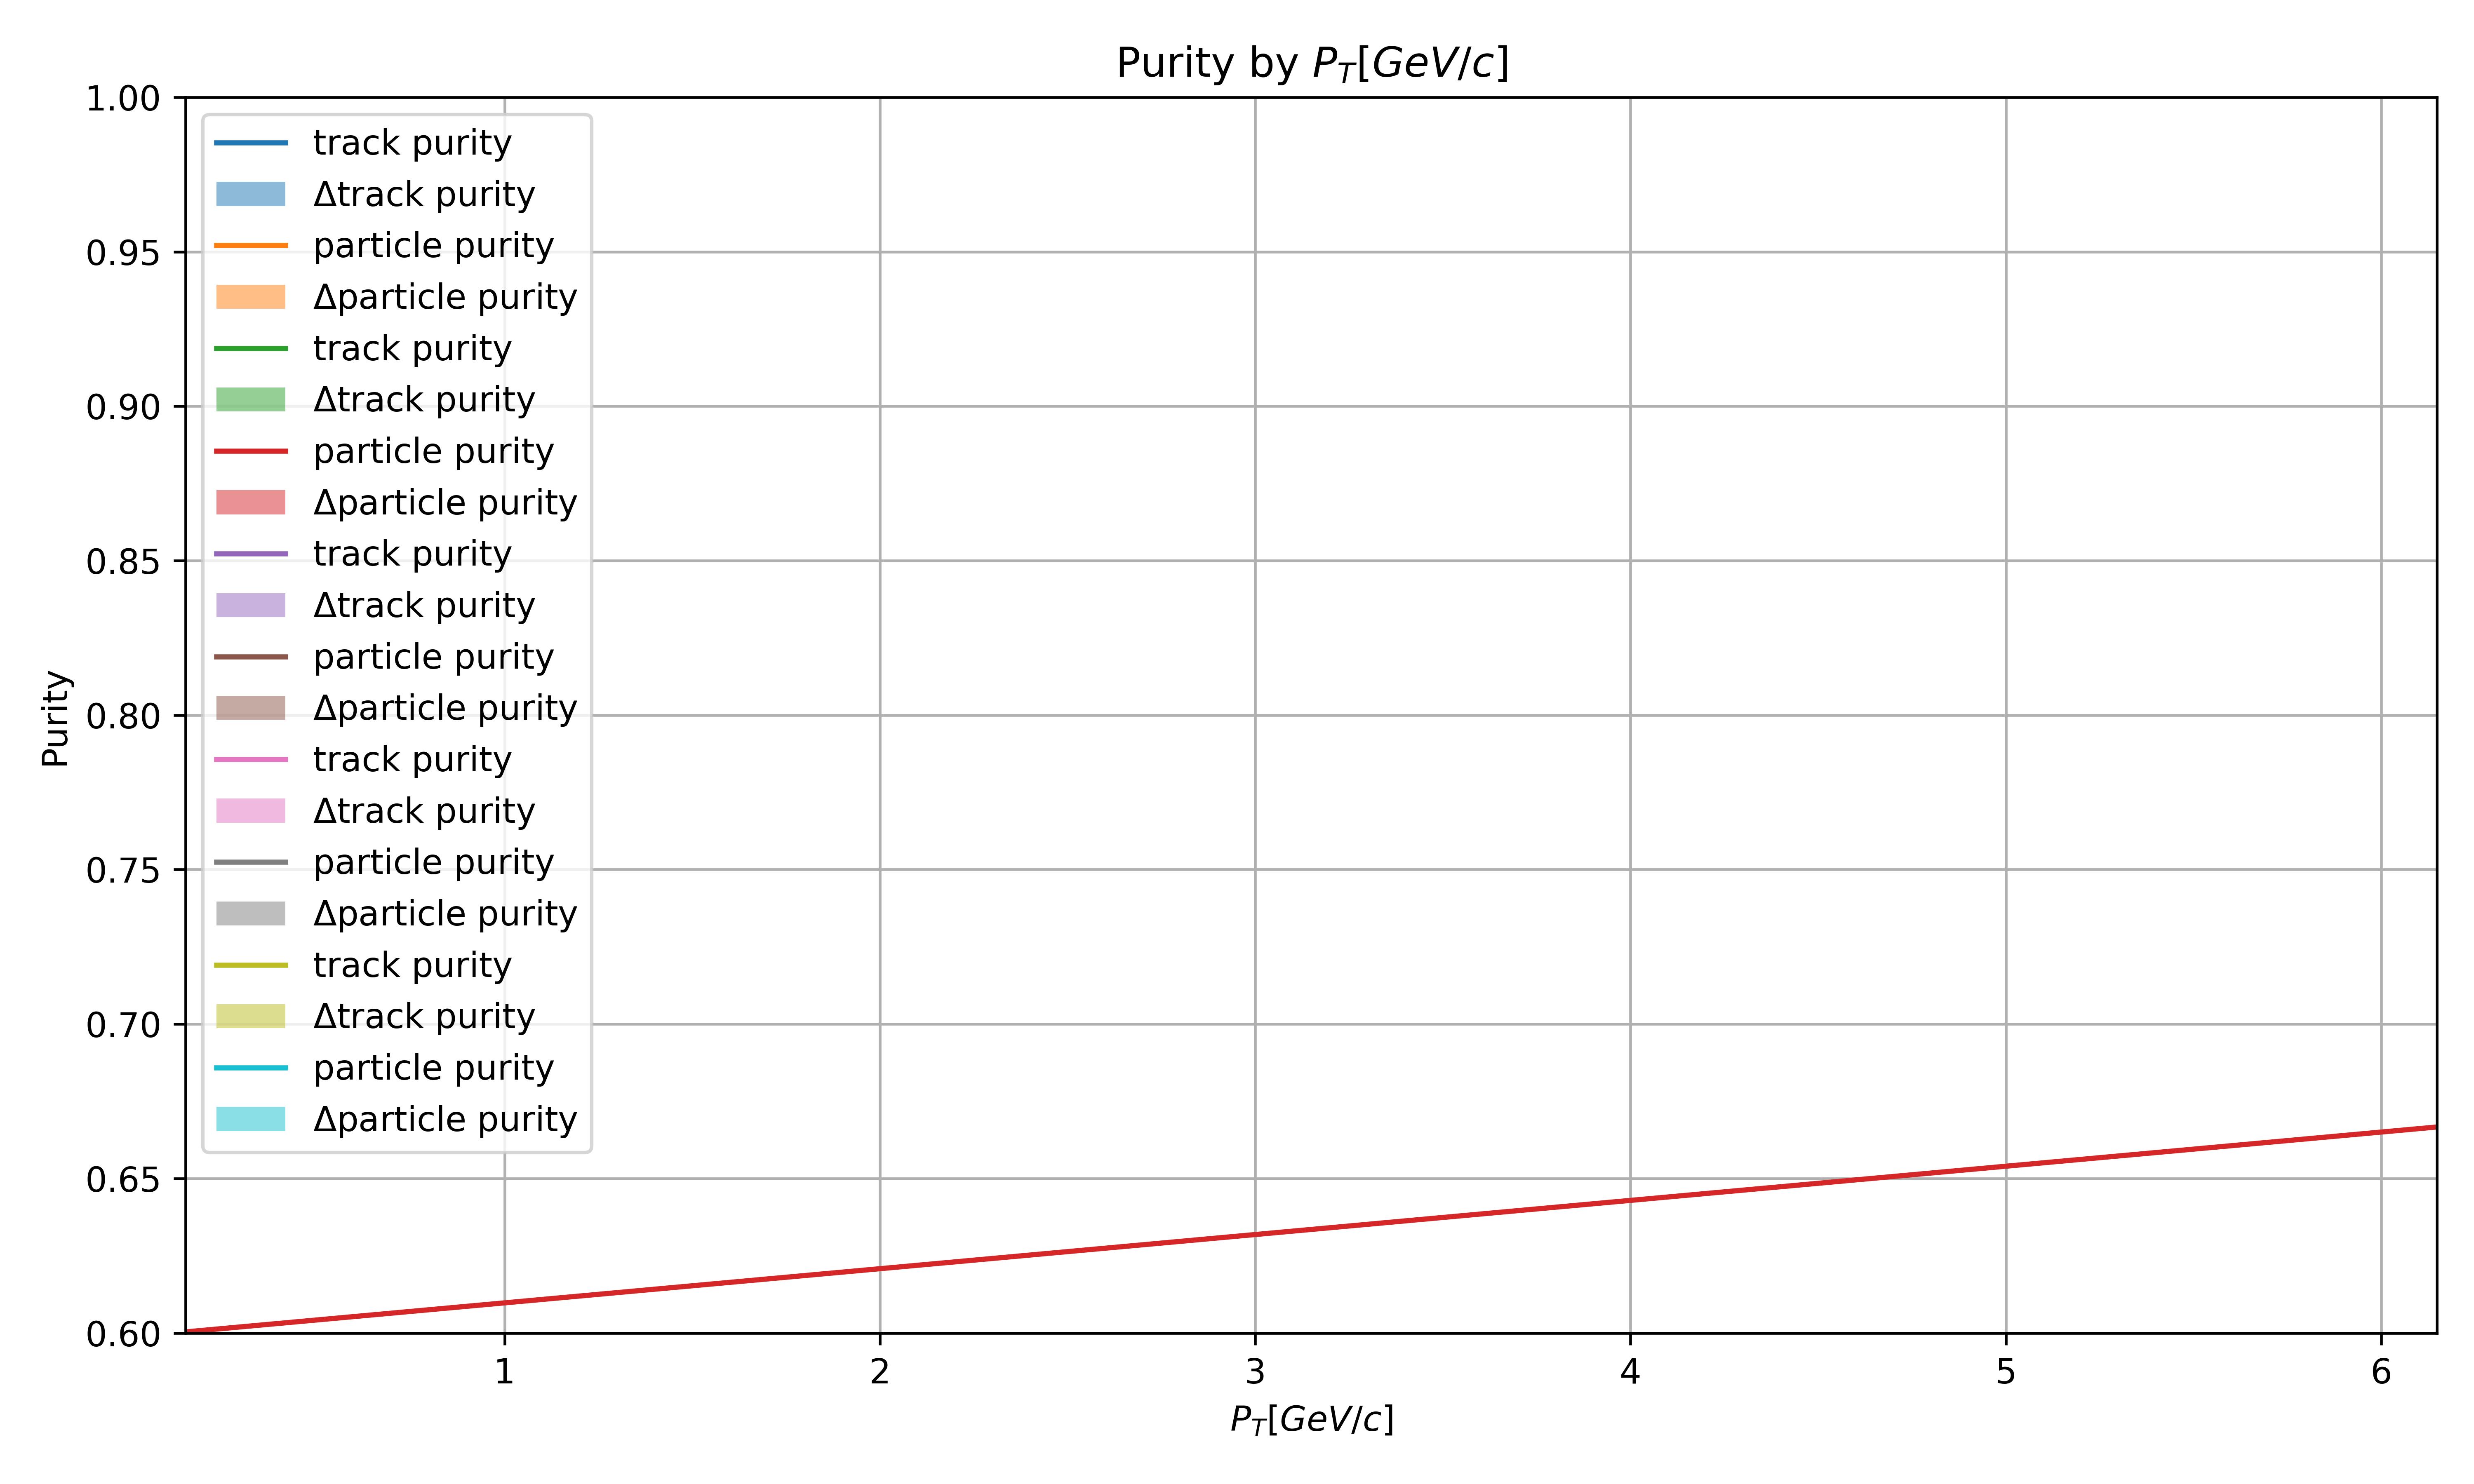 Purity by P_T[GeV/c]
1.00
0.95
0.90
0.85
0.80
0.75
0.70
0.65
0.60
Purity
track purity
Δtrack purity
particle purity
Δparticle purity
track purity
Δtrack purity
particle purity
Δparticle purity
track purity
Δtrack purity
particle purity
Δparticle purity
track purity
Δtrack purity
particle purity
Δparticle purity
track purity
Δtrack purity
particle purity
Δparticle purity
1 2 3 4 5 6
P_T[GeV/c]